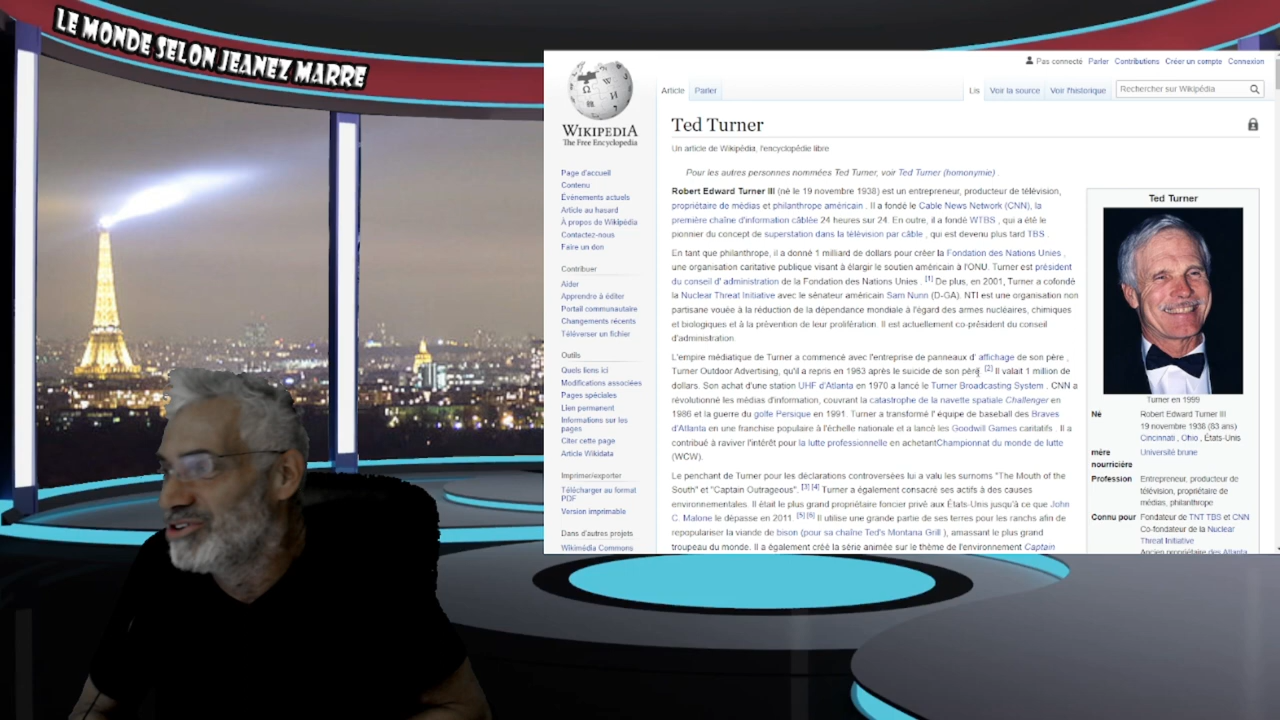 LE MONDE SELON JEANEZ MARRE
WIKIPEDIA
The Free Encyclopedia
Page d'accueil
Contenu
Événements actuels
Article au hasard
À propos de Wikipédia
Contactez-nous
Faire un don
Contribuer
Aider
Apprendre à éditer
Portail communautaire
Changements récents
Téléverser un fichier
Outils
Quels liens ici
Modifications associées
Pages spéciales
Lien permanent
Informations sur les
pages
Citer cette page
Article Wikidata
Imprimer/exporter
Télécharger au format
PDF
Version imprimable
Dans d'autres projets
Wikimédia Commons
Pas connecté Parler Contributions Créer un compte Connexion
Article Parler Lis Voir la source Voir l'historique Rechercher sur Wikipédia
Ted Turner
Un article de Wikipédia, l'encyclopédie libre
Pour les autres personnes nommées Ted Turner, voir Ted Turner (homonymie) .
Robert Edward Turner III (né le 19 novembre 1938) est un entrepreneur, producteur de télévision,
propriétaire de médias et philanthrope américain . Il a fondé le Cable News Network (CNN), la
première chaîne d'information câblée 24 heures sur 24. En outre, il a fondé WTBS , qui a été le
pionnier du concept de superstation dans la télévision par câble , qui est devenu plus tard TBS .
En tant que philanthrope, il a donné 1 milliard de dollars pour créer la Fondation des Nations Unies ,
une organisation caritative publique visant à élargir le soutien américain à l'ONU. Turner est président
du conseil d' administration de la Fondation des Nations Unies . [1] De plus, en 2001, Turner a cofondé
la Nuclear Threat Initiative avec le sénateur américain Sam Nunn (D-GA). NTI est une organisation non
partisane vouée à la réduction de la dépendance mondiale à l'égard des armes nucléaires, chimiques
et biologiques et à la prévention de leur prolifération. Il est actuellement co-président du conseil
d'administration.
L'empire médiatique de Turner a commencé avec l'entreprise de panneaux d' affichage de son père ,
Turner Outdoor Advertising, qu'il a repris en 1963 après le suicide de son père [2] Il valait 1 million de
dollars. Son achat d'une station UHF d'Atlanta en 1970 a lancé le Turner Broadcasting System . CNN a
révolutionné les médias d'information, couvrant la catastrophe de la navette spatiale Challenger en
1986 et la guerre du golfe Persique en 1991. Turner a transformé l' équipe de baseball des Braves
d'Atlanta en une franchise populaire à l'échelle nationale et a lancé les Goodwill Games caritatifs . Il a
contribué à raviver l'intérêt pour la lutte professionnelle en achetantChampionnat du monde de lutte
(WCW).
Le penchant de Turner pour les déclarations controversées lui a valu les surnoms "The Mouth of the
South" et "Captain Outrageous". [3] [4] Turner a également consacré ses actifs à des causes
environnementales. Il était le plus grand propriétaire foncier privé aux États-Unis jusqu'à ce que John
C. Malone le dépasse en 2011. [5] [6] Il utilise une grande partie de ses terres pour les ranchs afin de
repopulariser la viande de bison (pour sa chaîne Ted's Montana Grill ), amassant le plus grand
troupeau du monde. Il a également créé la série animée sur le thème de l'environnement Captain
Ted Turner
Turner en 1999
Né Robert Edward Turner III
19 novembre 1938 (83 ans)
Cincinnati , Ohio , États-Unis
mère Université brune
nourricière
Profession Entrepreneur, producteur de
télévision, propriétaire de
médias, philanthrope
Connu pour Fondateur de TNT TBS et CNN
Co-fondateur de la Nuclear
Threat Initiative
Ancien propriétaire des Atlanta